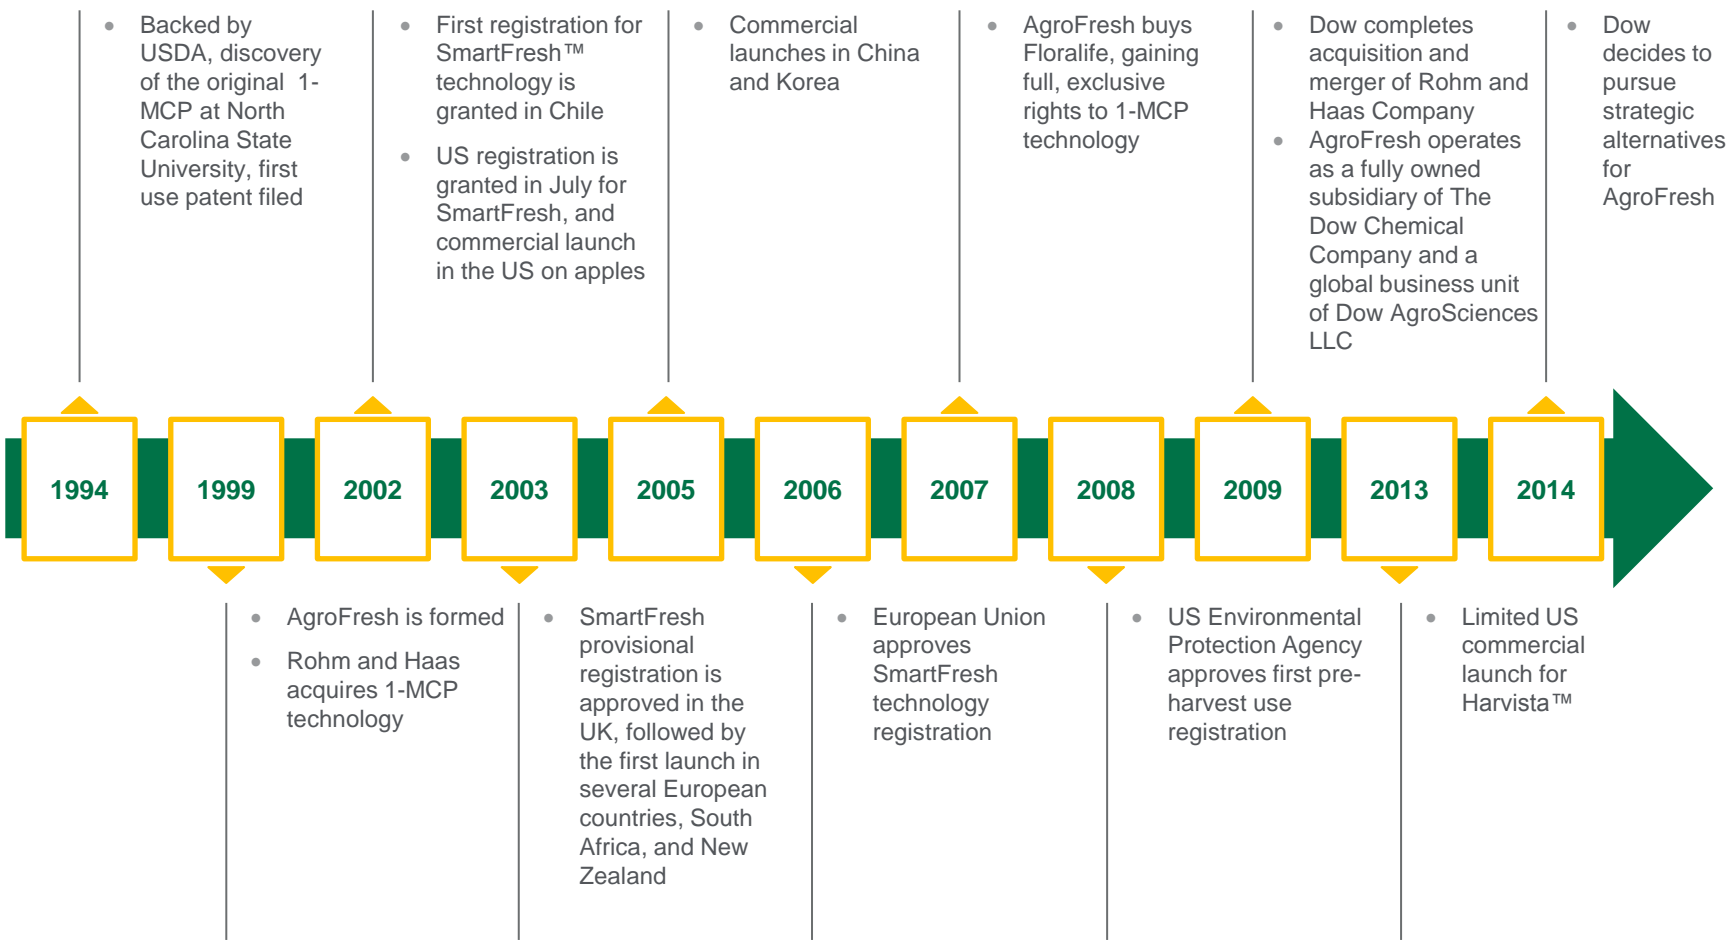 Backed by
USDA, discovery
of the original 1-
MCP at North
Carolina State
University, first
use patent filed
First registration for
SmartFresh™
technology is
granted in Chile
US registration is
granted in July for
SmartFresh, and
commercial launch
in the US on apples
Commercial
launches in China
and Korea
AgroFresh buys
Floralife, gaining
full, exclusive
rights to 1-MCP
technology
Dow completes
acquisition and
merger of Rohm and
Haas Company
AgroFresh operates
as a fully owned
subsidiary of The
Dow Chemical
Company and a
global business unit
of Dow AgroSciences
LLC
Dow
decides to
pursue
strategic
alternatives
for
AgroFresh
1994
1999
2002
2003
2005
2006
2007
2008
2009
2013
2014
AgroFresh is formed
Rohm and Haas
acquires 1-MCP
technology
SmartFresh
provisional
registration is
approved in the
UK, followed by
the first launch in
several European
countries, South
Africa, and New
Zealand
European Union
approves
SmartFresh
technology
registration
US Environmental
Protection Agency
approves first pre-
harvest use
registration
Limited US
commercial
launch for
Harvista™